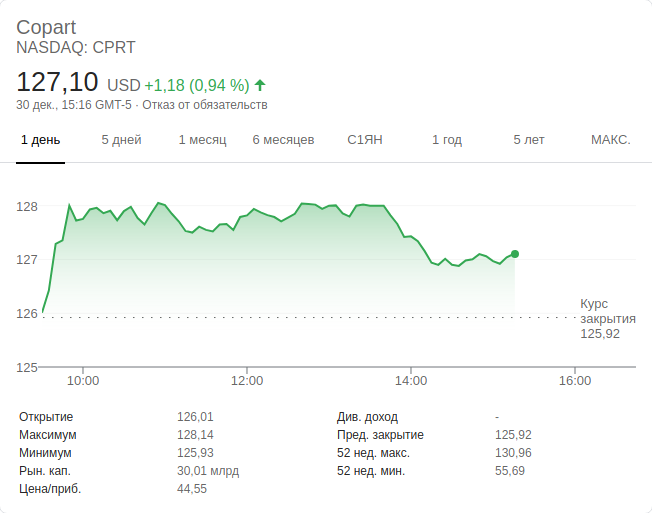 Copart
NASDAQ: CPRT
127,10 USD +1,18 (0,94 %)
30 дек., 15:16 GMT-5 · Отказ от обязательств
1 день 5 дней 1 месяц 6 месяцев С1ЯН 1 год 5 лет МАКС.
128
127
126
125
Курс
закрытия
125,92
10:00 12:00 14:00 16:00
Открытие 126,01 Див. доход -
Максимум 128,14 Пред. закрытие 125,92
Минимум 125,93 52 нед. макс. 130,96
Рын. кап. 30,01 млрд 52 нед. мин. 55,69
Цена/приб. 44,55